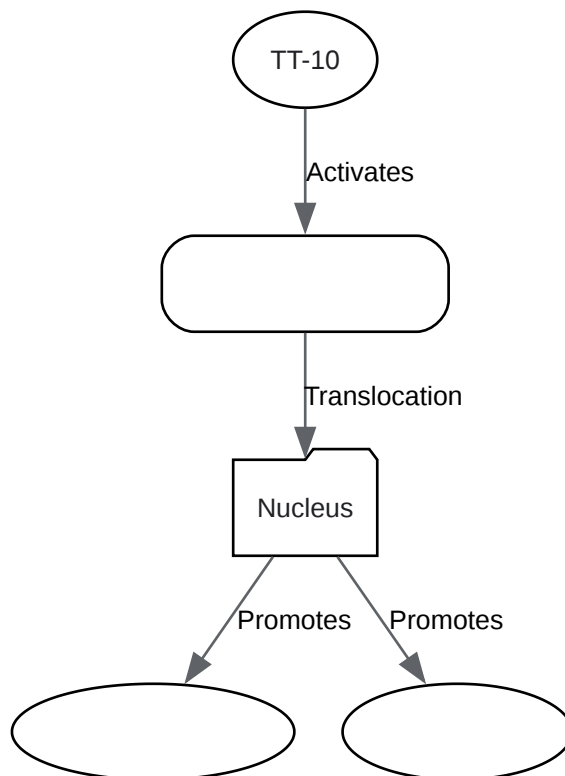 TT-10
Activates
Translocation
Nucleus
Promotes
Promotes